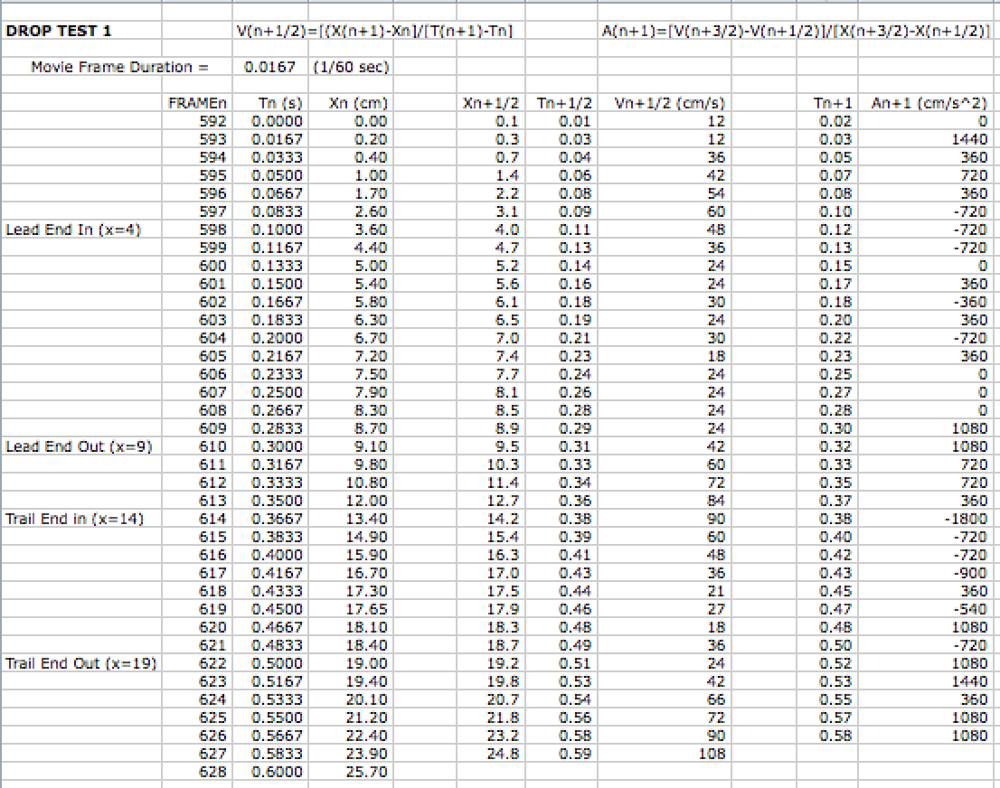 DROP TEST 1 V(n+1/2)=[(X(n+1)-Xn]/[T(n+1)-Tn] A(n+1)=[V(n+3/2)-V(n+1/2)]/[X(n+3/2)-X(n+1/2)]
Movie Frame Duration = 0.0167 (1/60 sec)
FRAMEn Tn (s) Xn (cm) Xn+1/2 Tn+1/2 Vn+1/2 (cm/s) Tn+1 An+1 (cm/s^2)
592 0.0000 0.00 0.1 0.01 12 0.02 0
593 0.0167 0.20 0.3 0.03 12 0.03 1440
594 0.0333 0.40 0.7 0.04 36 0.05 360
595 0.0500 1.00 1.4 0.06 42 0.07 720
596 0.0667 1.70 2.2 0.08 54 0.08 360
597 0.0833 2.60 3.1 0.09 60 0.10 -720
Lead End In (x=4) 598 0.1000 3.60 4.0 0.11 48 0.12 -720
599 0.1167 4.40 4.7 0.13 36 0.13 -720
600 0.1333 5.00 5.2 0.14 24 0.15 0
601 0.1500 5.40 5.6 0.16 24 0.17 360
602 0.1667 5.80 6.1 0.18 30 0.18 -360
603 0.1833 6.30 6.5 0.19 24 0.20 360
604 0.2000 6.70 7.0 0.21 30 0.22 -720
605 0.2167 7.20 7.4 0.23 18 0.23 360
606 0.2333 7.50 7.7 0.24 24 0.25 0
607 0.2500 7.90 8.1 0.26 24 0.27 0
608 0.2667 8.30 8.5 0.28 24 0.28 0
609 0.2833 8.70 8.9 0.29 24 0.30 1080
Lead End Out (x=9) 610 0.3000 9.10 9.5 0.31 42 0.32 1080
611 0.3167 9.80 10.3 0.33 60 0.33 720
612 0.3333 10.80 11.4 0.34 72 0.35 720
613 0.3500 12.00 12.7 0.36 84 0.37 360
Trail End in (x=14) 614 0.3667 13.40 14.2 0.38 90 0.38 -1800
615 0.3833 14.90 15.4 0.39 60 0.40 -720
616 0.4000 15.90 16.3 0.41 48 0.42 -720
617 0.4167 16.70 17.0 0.43 36 0.43 -900
618 0.4333 17.30 17.5 0.44 21 0.45 360
619 0.4500 17.65 17.9 0.46 27 0.47 -540
620 0.4667 18.10 18.3 0.48 18 0.48 1080
621 0.4833 18.40 18.7 0.49 36 0.50 -720
Trail End Out (x=19) 622 0.5000 19.00 19.2 0.51 24 0.52 1080
623 0.5167 19.40 19.8 0.53 42 0.53 1440
624 0.5333 20.10 20.7 0.54 66 0.55 360
625 0.5500 21.20 21.8 0.56 72 0.57 1080
626 0.5667 22.40 23.2 0.58 90 0.58 1080
627 0.5833 23.90 24.8 0.59 108
628 0.6000 25.70